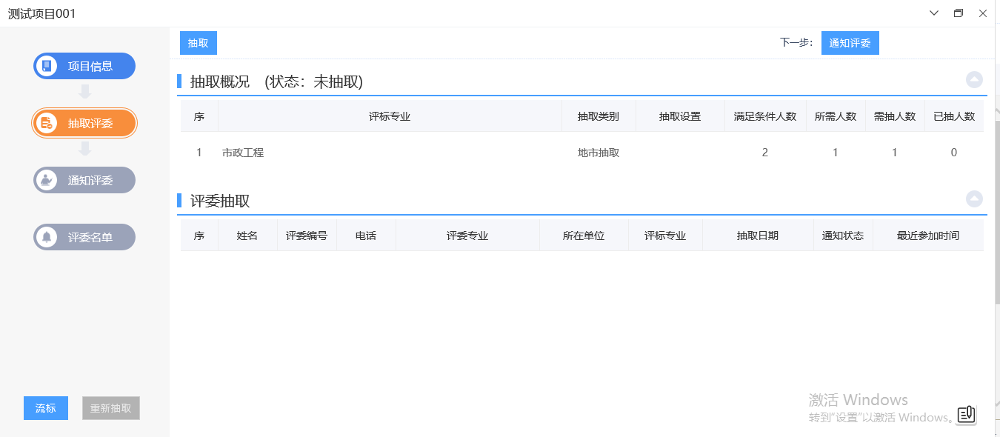 测试项目001
项目信息
抽取评委
通知评委
评委名单
流标 重新抽取
抽取 下一步： 通知评委
抽取概况 (状态：未抽取)
序 评标专业 抽取类别 抽取设置 满足条件人数 所需人数 需抽人数 已抽人数
1 市政工程 地市抽取 2 1 1 0
评委抽取
序 姓名 评委编号 电话 评委专业 所在单位 评标专业 抽取日期 通知状态 最近参加时间
激活 Windows
转到“设置”以激活 Windows。